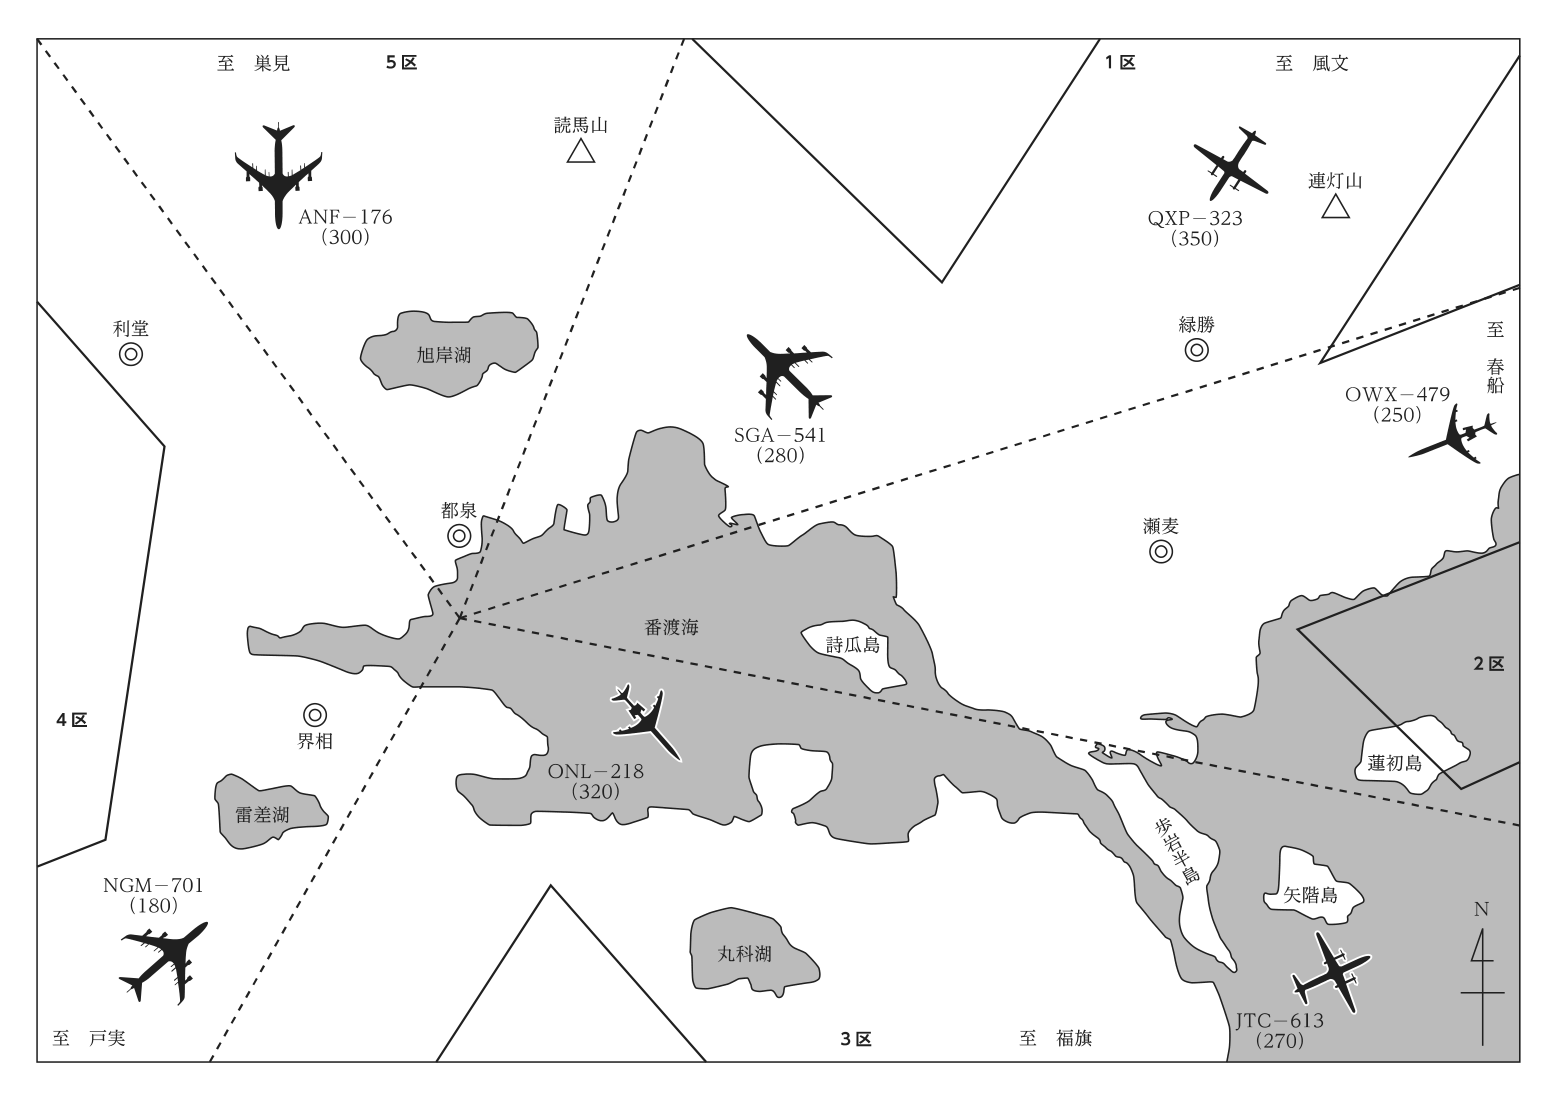 至　巣見
5 区
1 区
至　風文
読馬山
連灯山
ANF－176
（300）
QXP－323
（350）
利堂
旭岸湖
緑勝
至　春船
OWX－479
（250）
SGA－541
（280）
都泉
瀬麦
番渡海
詩瓜島
2 区
4 区
界相
蓮初島
ONL－218
（320）
雷差湖
歩岩半島
NGM－701
（180）
矢階島
N
丸科湖
JTC－613
（270）
至　戸実
3 区
至　福旗